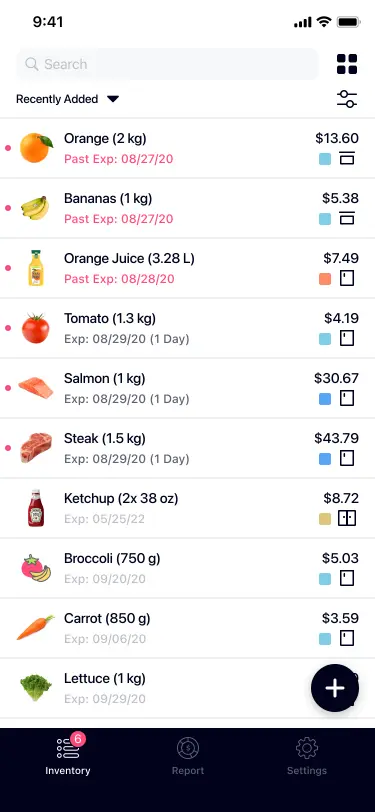 9:41
Search
Recently Added
Orange (2 kg)
$13.60
Past Exp: 08/27/20
Bananas (1 kg)
$5.38
Past Exp: 08/27/20
Orange Juice (3.28 L)
$7.49
Past Exp: 08/28/20
Tomato (1.3 kg)
$4.19
Exp: 08/29/20 (1 Day)
Salmon (1 kg)
$30.67
Exp: 08/29/20 (1 Day)
Steak (1.5 kg)
$43.79
Exp: 08/29/20 (1 Day)
Ketchup (2x 38 oz)
$8.72
Exp: 05/25/22
Broccoli (750 g)
$5.03
Exp: 09/20/20
Carrot (850 g)
$3.59
Exp: 09/06/20
Lettuce (1 kg)
Exp: 09/29/20
6
Inventory
Report
Settings